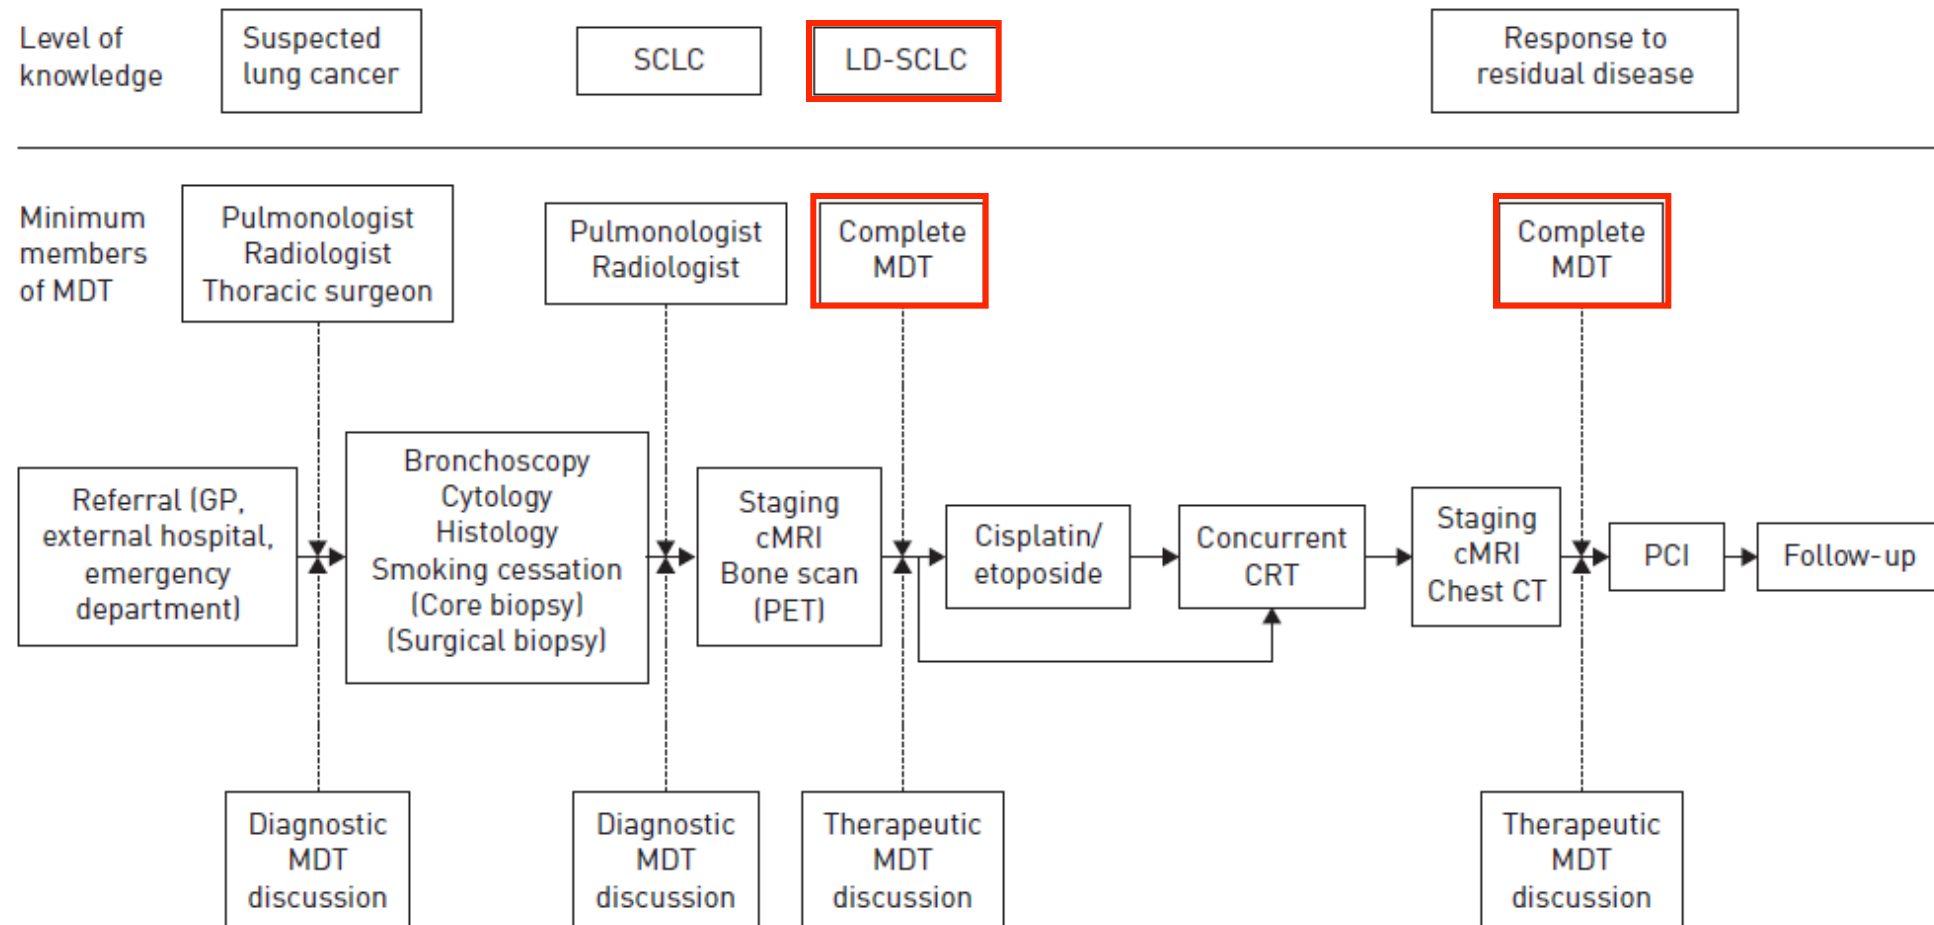 Level of
knowledge
Suspected
lung cancer
SCLC
LD-SCLC
Response to
residual disease
Minimum
members
of MDT
Pulmonologist
Radiologist
Thoracic surgeon
Pulmonologist
Radiologist
Complete
MDT
Complete
MDT
Referral (GP,
external hospital,
emergency
department)
Bronchoscopy
Cytology
Histology
Smoking cessation
(Core biopsy)
(Surgical biopsy)
Staging
cMRI
Bone scan
(PET)
Cisplatin/
etoposide
Concurrent
CRT
Staging
cMRI
Chest CT
PCI
Follow-up
Diagnostic
MDT
discussion
Diagnostic
MDT
discussion
Therapeutic
MDT
discussion
Therapeutic
MDT
discussion